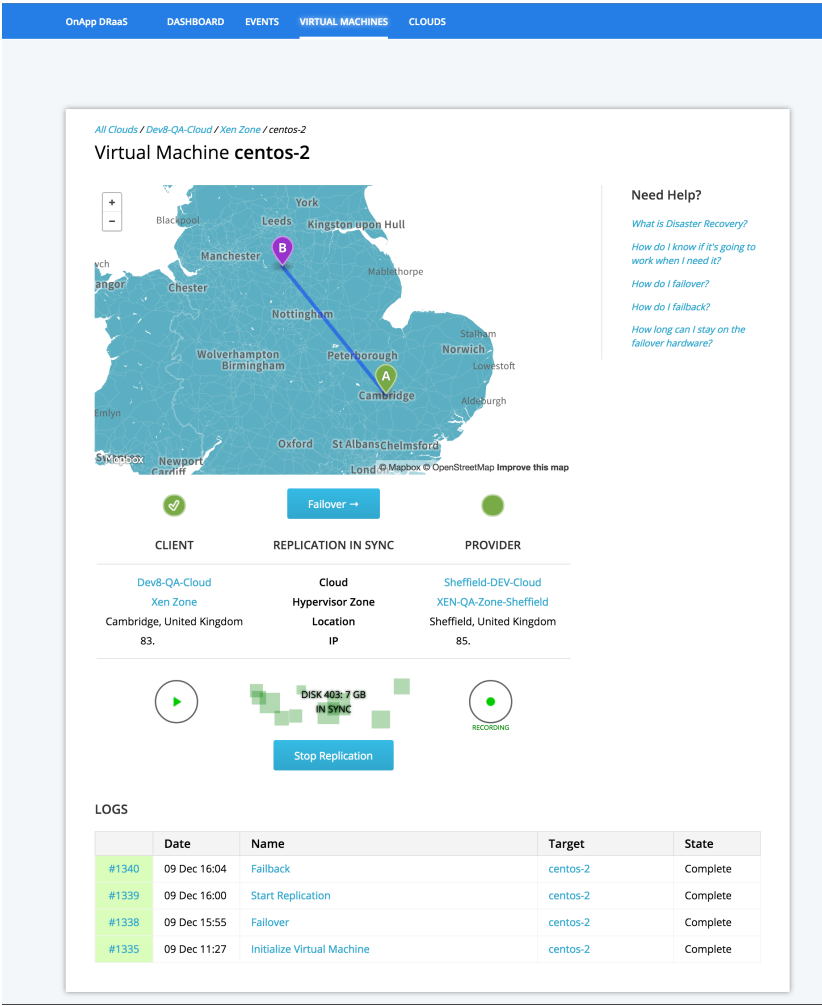 OnApp DRaaS DASHBOARD EVENTS VIRTUAL MACHINES CLOUDS
All Clouds / Dev8-QA-Cloud / Xen Zone / centos-2
Virtual Machine centos-2
+
−
York
Blackpool
Leeds
Kingston upon Hull
B
Manchester
Mablethorpe
angor
Chester
Nottingham
Stalham
Norwich
Wolverhampton
Peterborough
Birmingham
Lowestoft
A
Cambridge
Aldeburgh
Emlyn
Oxford
St Albans
Chelmsford
Mapbox
Newport
Cardiff
Lond
© Mapbox © OpenStreetMap Improve this map
Need Help?
What is Disaster Recovery?
How do I know if it's going to
work when I need it?
How do I failover?
How do I failback?
How long can I stay on the
failover hardware?
Failover →
CLIENT REPLICATION IN SYNC PROVIDER
Dev8-QA-Cloud Cloud Sheffield-DEV-Cloud
Xen Zone Hypervisor Zone XEN-QA-Zone-Sheffield
Cambridge, United Kingdom Location Sheffield, United Kingdom
83. IP 85.
DISK 403: 7 GB
IN SYNC
RECORDING
Stop Replication
LOGS
Date Name Target State
#1340 09 Dec 16:04 Failback centos-2 Complete
#1339 09 Dec 16:00 Start Replication centos-2 Complete
#1338 09 Dec 15:55 Failover centos-2 Complete
#1335 09 Dec 11:27 Initialize Virtual Machine centos-2 Complete